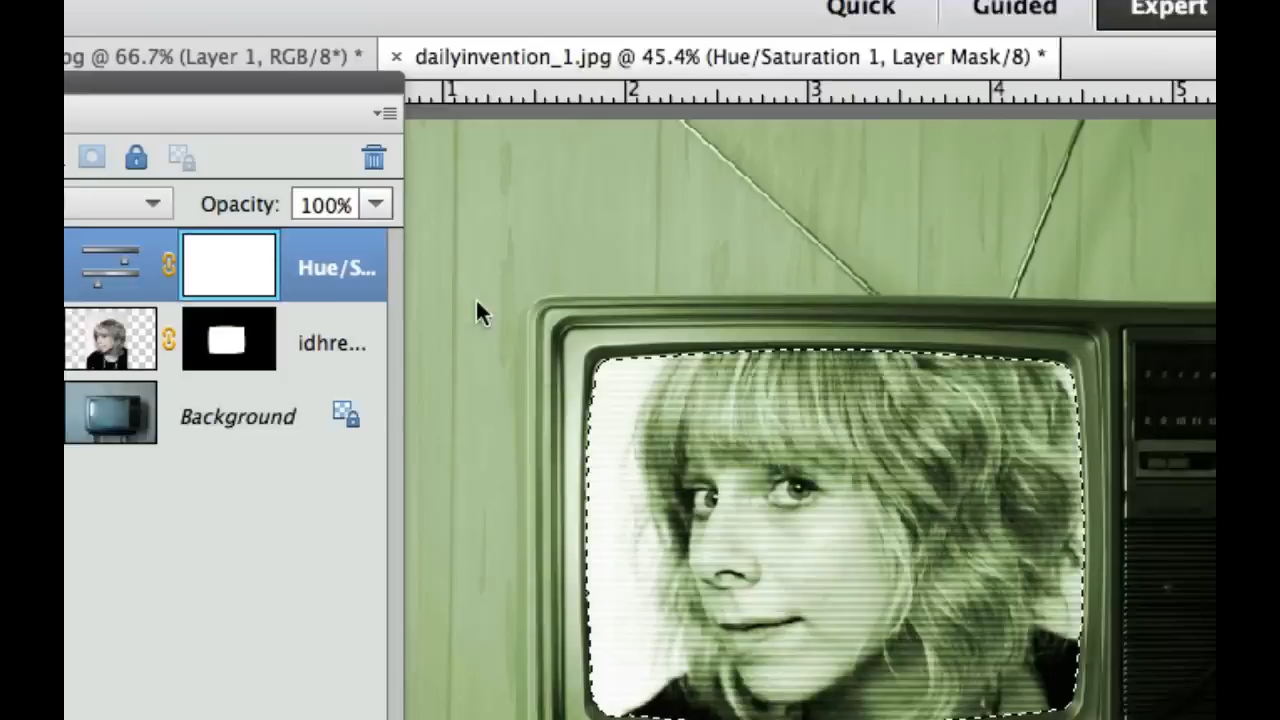 Quick Guided Expert
og @ 66.7% (Layer 1, RGB/8*) * × dailyinvention_1.jpg @ 45.4% (Hue/Saturation 1, Layer Mask/8) *
1 2 3 4 5
Opacity: 100%
Hue/S...
idhre...
Background